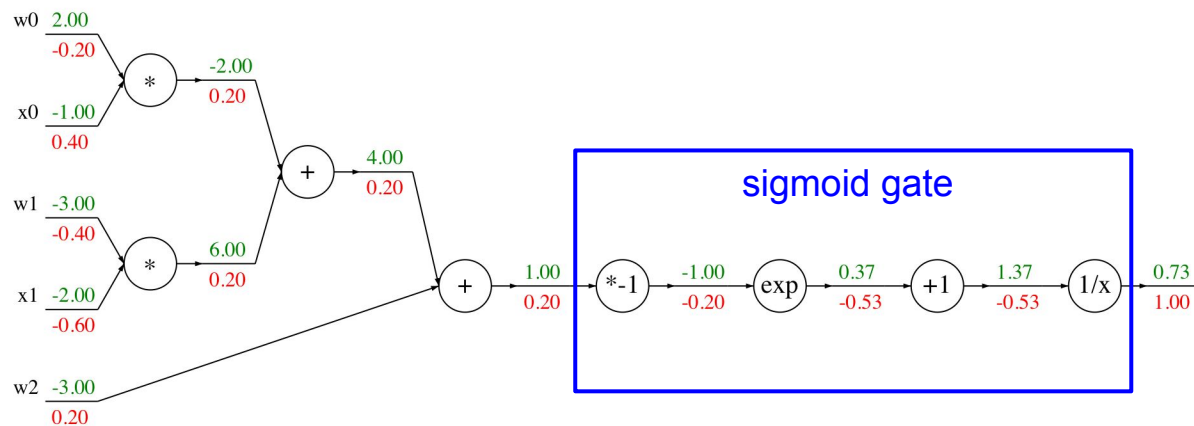 w0 2.00
-0.20
* -2.00
0.20
x0 -1.00
0.40
+ 4.00
0.20
sigmoid gate
w1 -3.00
-0.40
* 6.00
0.20
x1 -2.00
-0.60
+ 1.00 *-1 -1.00 exp 0.37 +1 1.37 1/x 0.73
0.20 -0.20 -0.53 -0.53 1.00
w2 -3.00
0.20